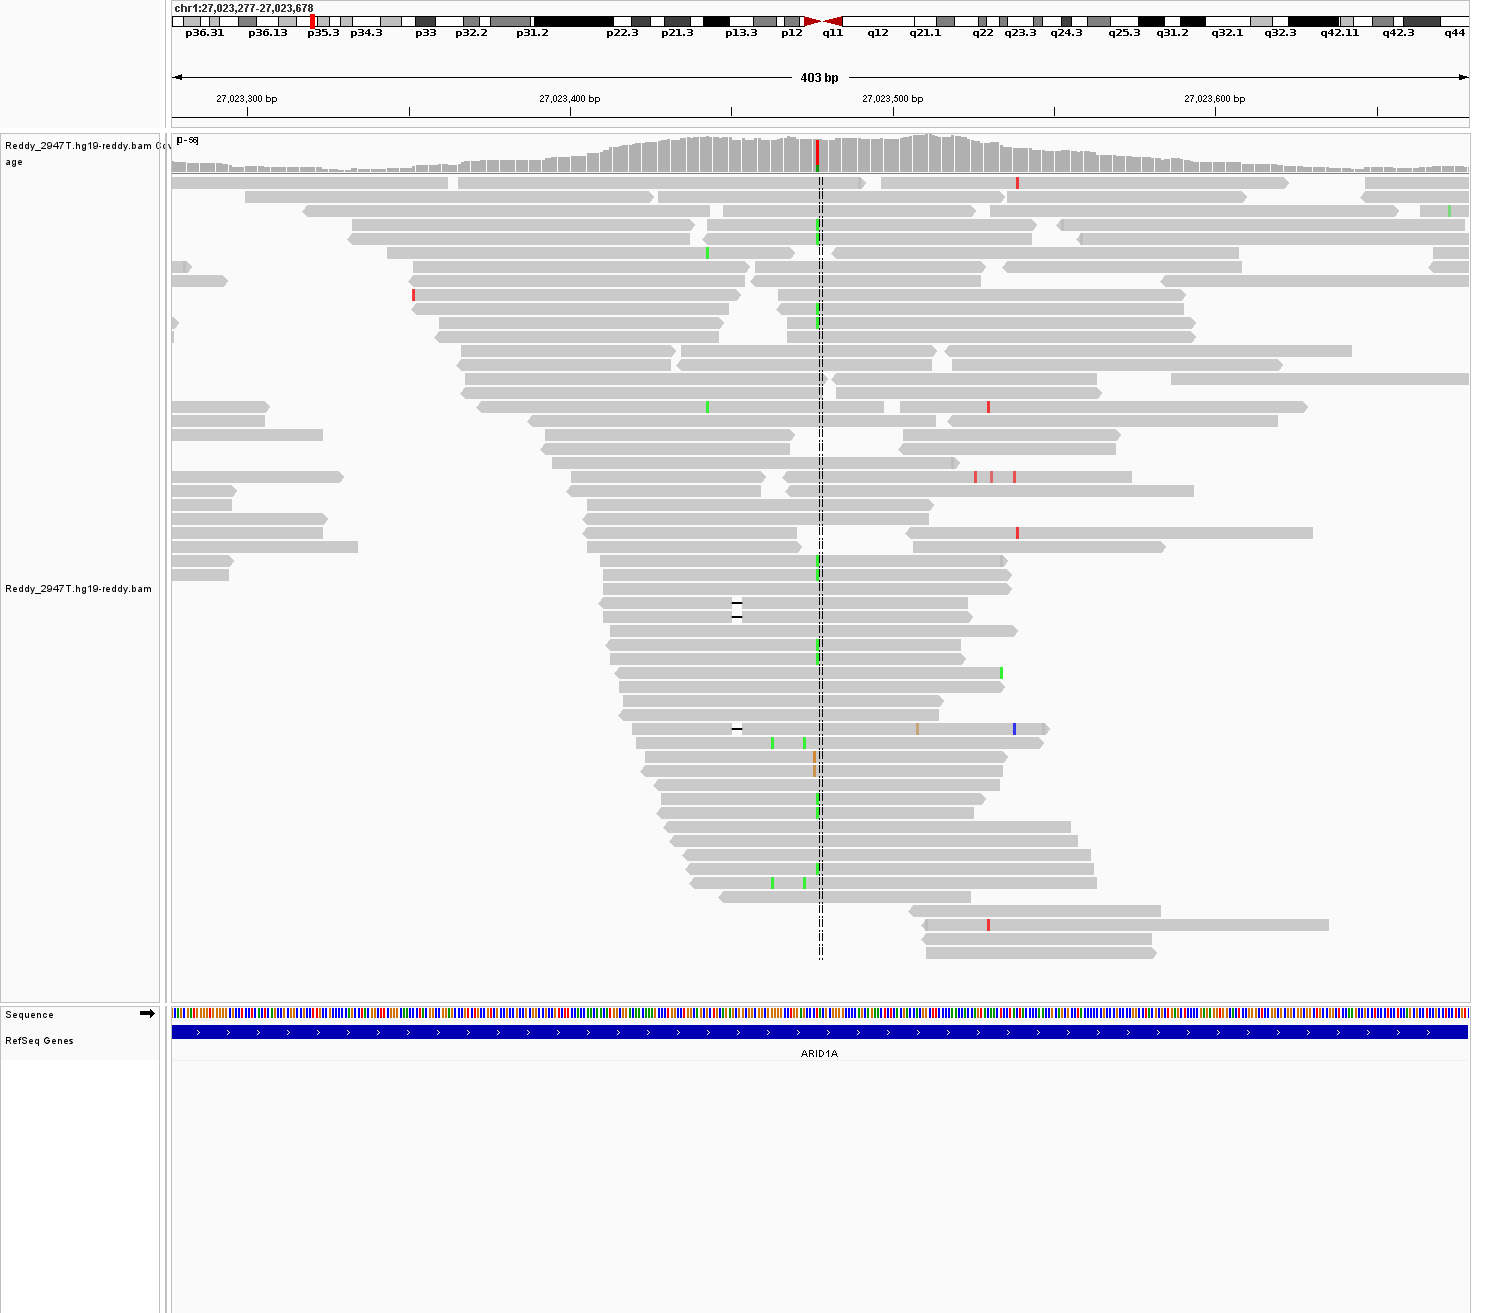 chr1:27,023,277-27,023,678
p36.31 p36.13 p35.3 p34.3 p33 p32.2 p31.2 p22.3 p21.3 p13.3 p12 q11 q12 q21.1 q22 q23.3 q24.3 q25.3 q31.2 q32.1 q32.3 q42.11 q42.3 q44
403 bp
27,023,300 bp 27,023,400 bp 27,023,500 bp 27,023,600 bp
Reddy_2947T.hg19-reddy.bam Cov
age
[0-56]
Reddy_2947T.hg19-reddy.bam
Sequence
RefSeq Genes
ARID1A